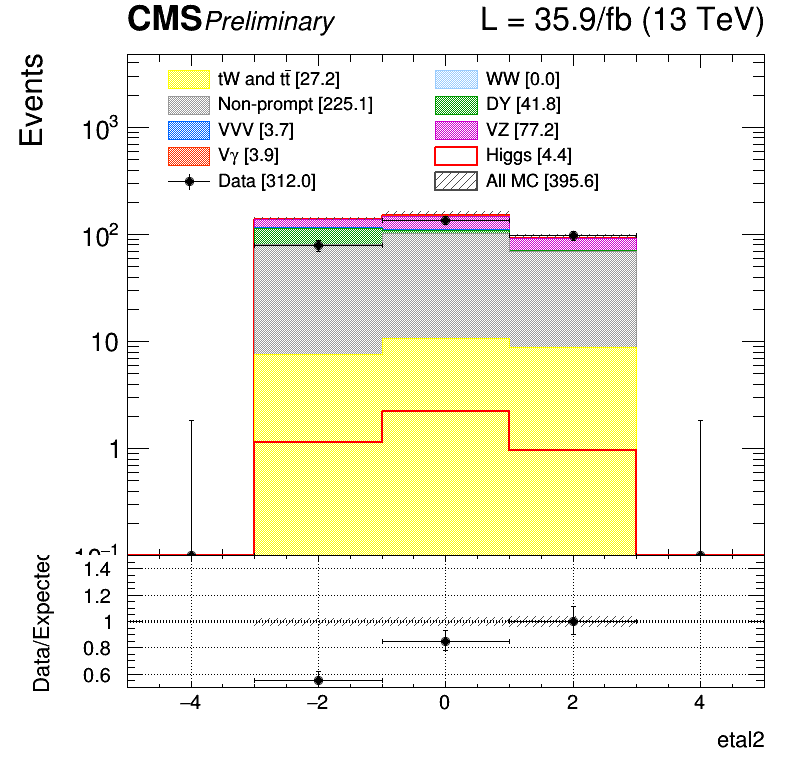 CMS Preliminary L = 35.9/fb (13 TeV)
Events
tW and tt̄ [27.2] WW [0.0]
Non-prompt [225.1] DY [41.8]
VVV [3.7] VZ [77.2]
Vγ [3.9] Higgs [4.4]
Data [312.0] All MC [395.6]
10³
10²
10
1
Data/Expected
1.4
1.2
1
0.8
0.6
−4 −2 0 2 4
etal2